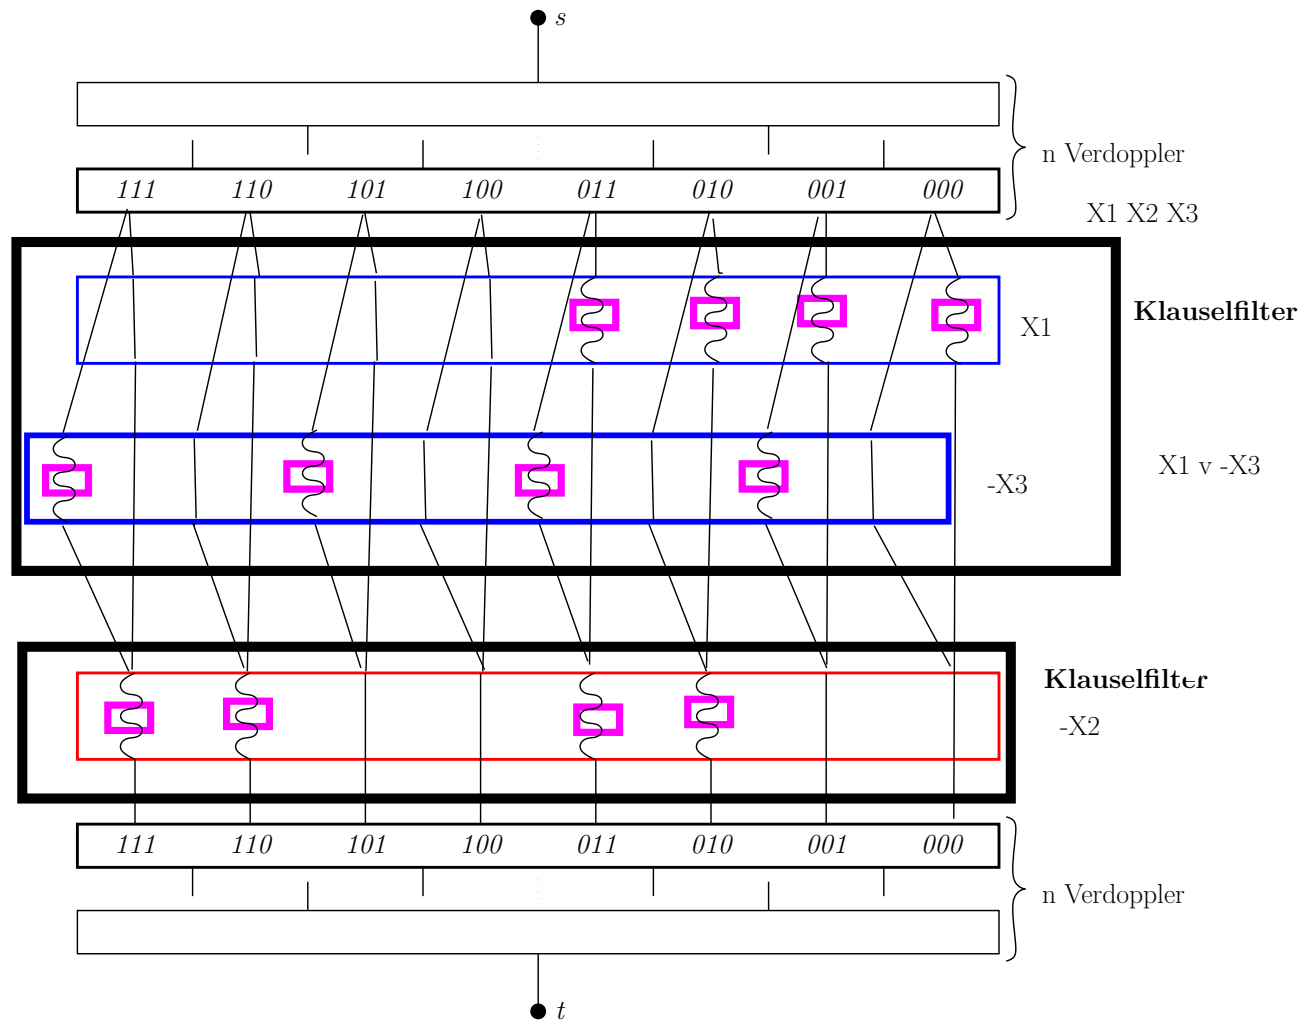 s
n Verdoppler
111 110 101 100 011 010 001 000
X1 X2 X3
Klauselfilter
X1
X1 v -X3
-X3
Klauselfilter
-X2
111 110 101 100 011 010 001 000
n Verdoppler
t